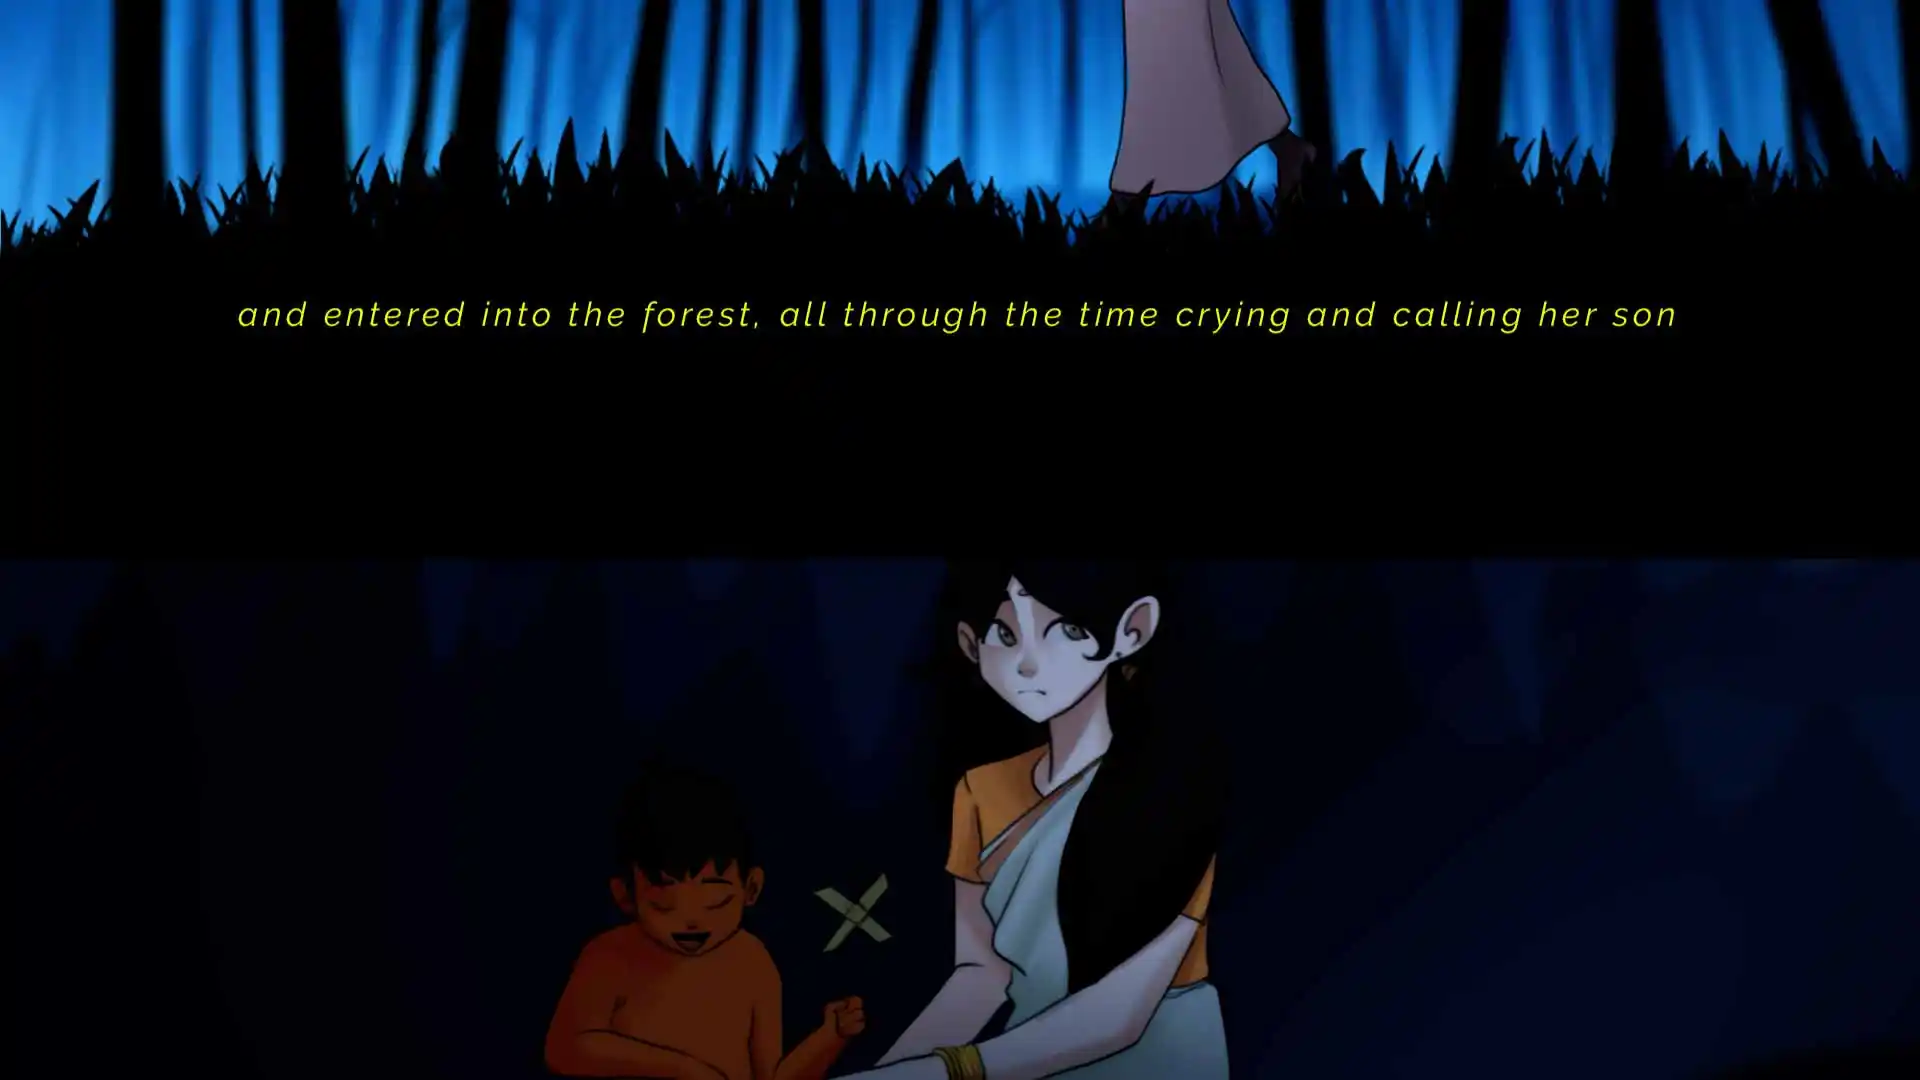 and entered into the forest, all through the time crying and calling her son